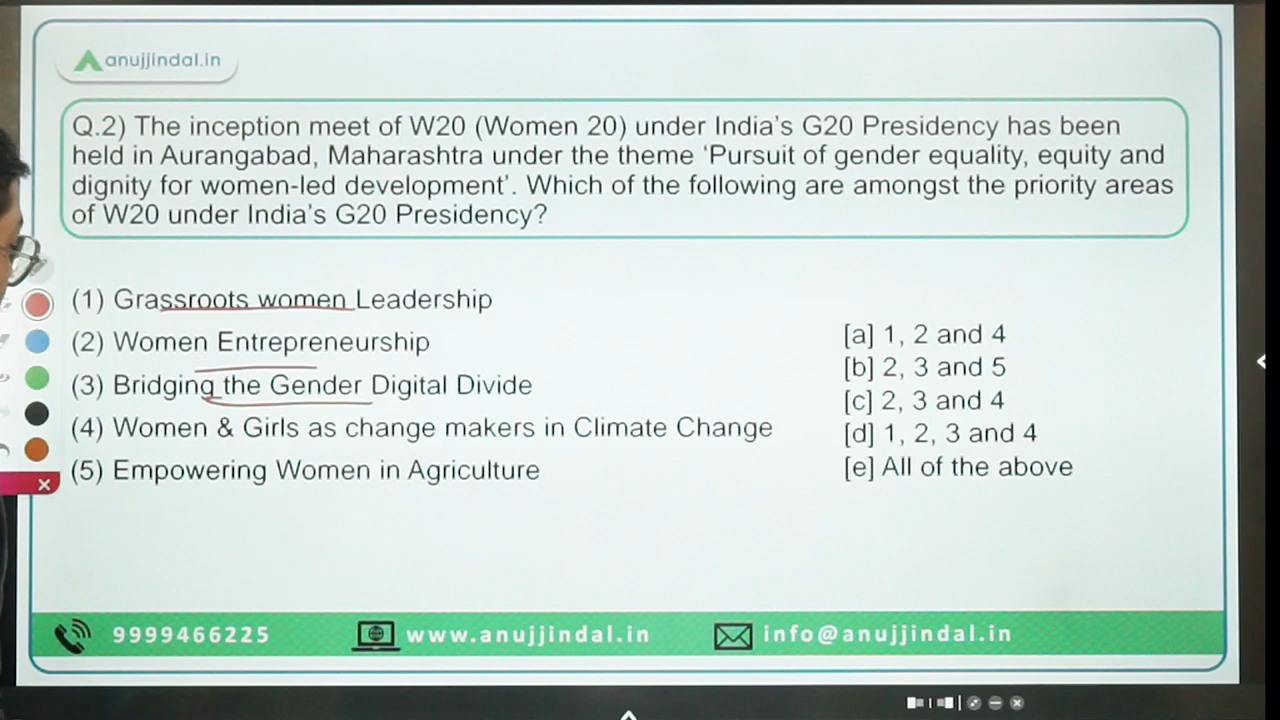 anujjindal.in
Q.2) The inception meet of W20 (Women 20) under India's G20 Presidency has been
held in Aurangabad, Maharashtra under the theme 'Pursuit of gender equality, equity and
dignity for women-led development'. Which of the following are amongst the priority areas
of W20 under India's G20 Presidency?
(1) Grassroots women Leadership
(2) Women Entrepreneurship
(3) Bridging the Gender Digital Divide
(4) Women & Girls as change makers in Climate Change
(5) Empowering Women in Agriculture
[a] 1, 2 and 4
[b] 2, 3 and 5
[c] 2, 3 and 4
[d] 1, 2, 3 and 4
[e] All of the above
9999466225 www.anujjindal.in info@anujjindal.in